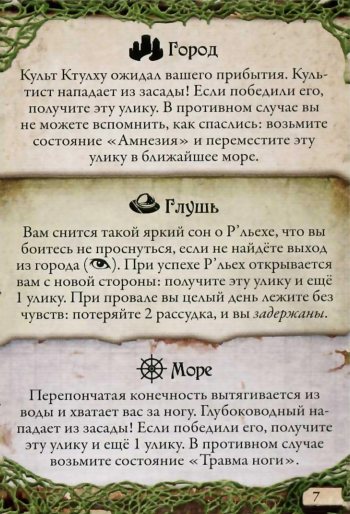 Город
Культ Ктулху ожидал вашего прибытия. Куль-
тист нападает из засады! Если победили его,
получите эту улику. В противном случае вы
не можете вспомнить, как спаслись: возьмите
состояние «Амнезия» и переместите эту
улику в ближайшее море.
Глушь
Вам снится такой яркий сон о Р’льехе, что вы
боитесь не проснуться, если не найдёте выход
из города (). При успехе Р’льех открывается
вам с новой стороны: получите эту улику и ещё
1 улику. При провале вы целый день лежите без
чувств: потеряйте 2 рассудка, и вы задержаны.
Море
Перепончатая конечность вытягивается из
воды и хватает вас за ногу. Глубоководный на-
падает из засады! Если победили его, получите
эту улику и ещё 1 улику. В противном случае
возьмите состояние «Травма ноги».
7